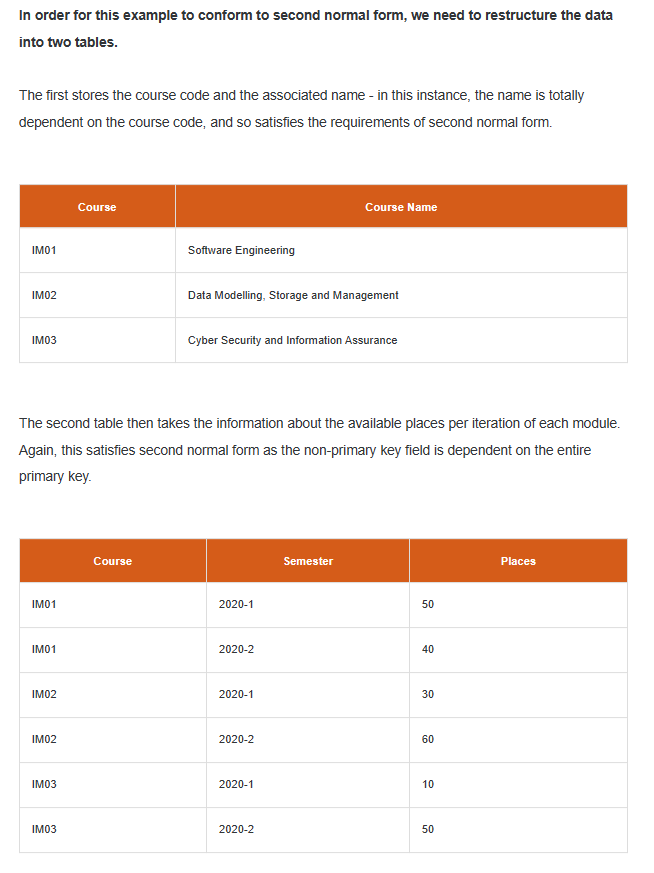 In order for this example to conform to second normal form, we need to restructure the data
into two tables.
The first stores the course code and the associated name - in this instance, the name is totally
dependent on the course code, and so satisfies the requirements of second normal form.
Course Course Name
IM01 Software Engineering
IM02 Data Modelling, Storage and Management
IM03 Cyber Security and Information Assurance
The second table then takes the information about the available places per iteration of each module.
Again, this satisfies second normal form as the non-primary key field is dependent on the entire
primary key.
Course Semester Places
IM01 2020-1 50
IM01 2020-2 40
IM02 2020-1 30
IM02 2020-2 60
IM03 2020-1 10
IM03 2020-2 50